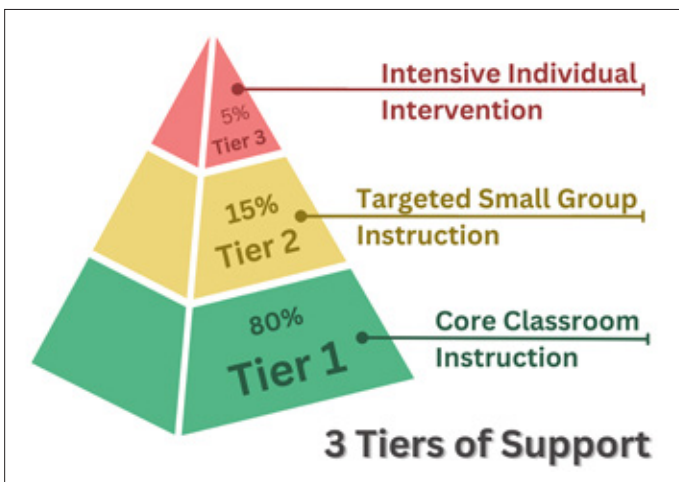 Intensive Individual
Intervention
5%
Tier 3
Targeted Small Group
Instruction
15%
Tier 2
Core Classroom
Instruction
80%
Tier 1
3 Tiers of Support